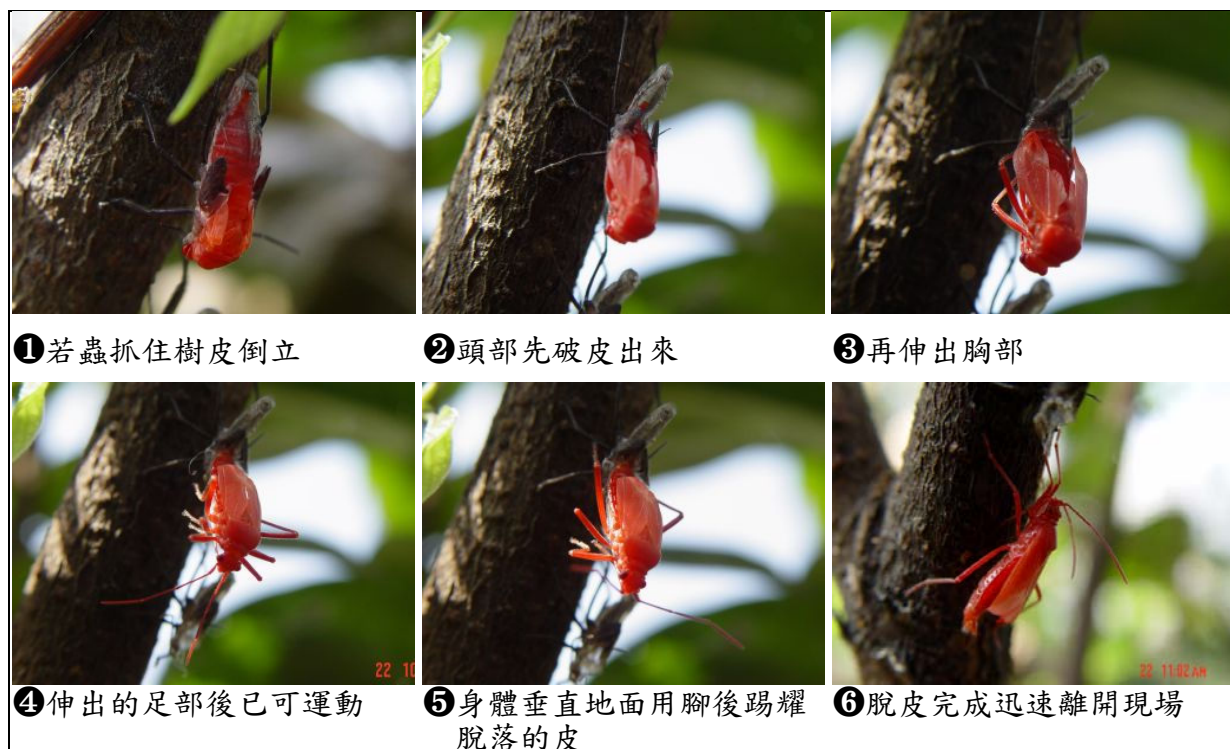 ❶若蟲抓住樹皮倒立
❷頭部先破皮出來
❸再伸出胸部
22 10
22 11:02 AM
❹伸出的足部後已可運動
❺身體垂直地面用腳後踢耀
脫落的皮
❻脫皮完成迅速離開現場